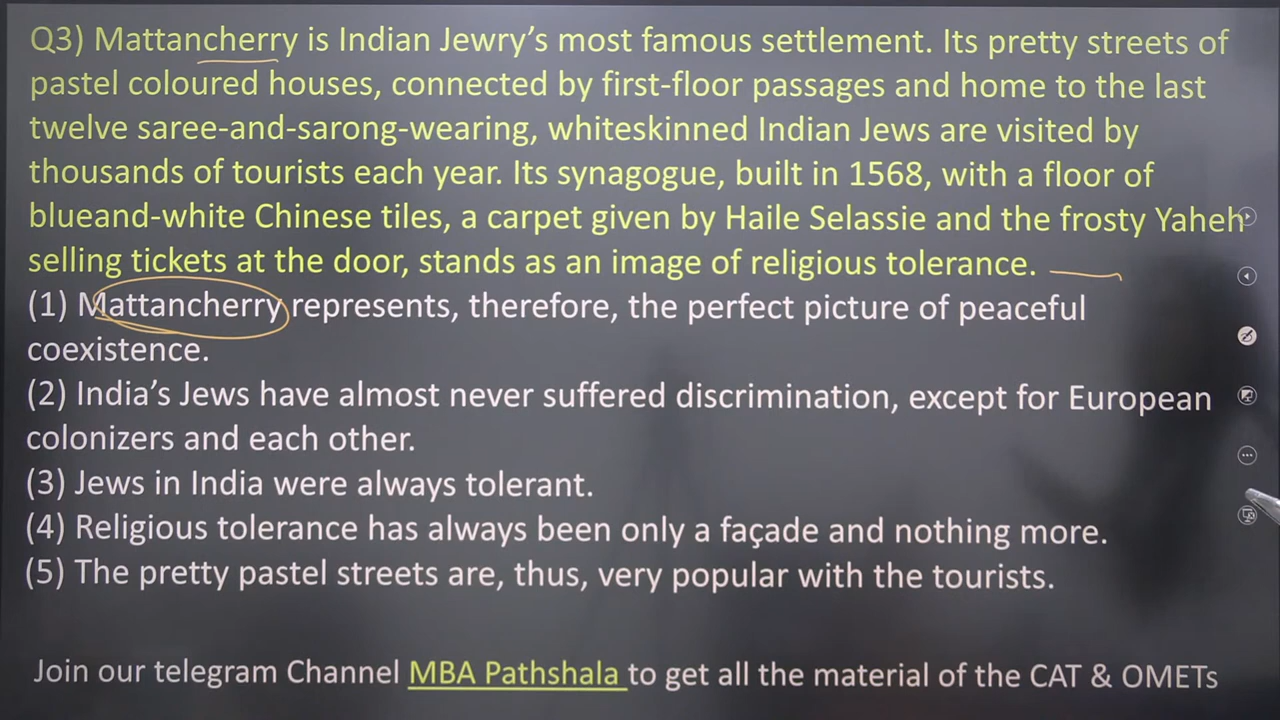 Q3) Mattancherry is Indian Jewry’s most famous settlement. Its pretty streets of
pastel coloured houses, connected by first-floor passages and home to the last
twelve saree-and-sarong-wearing, whiteskinned Indian Jews are visited by
thousands of tourists each year. Its synagogue, built in 1568, with a floor of
blueand-white Chinese tiles, a carpet given by Haile Selassie and the frosty Yaheh
selling tickets at the door, stands as an image of religious tolerance.
(1) Mattancherry represents, therefore, the perfect picture of peaceful
coexistence.
(2) India’s Jews have almost never suffered discrimination, except for European
colonizers and each other.
(3) Jews in India were always tolerant.
(4) Religious tolerance has always been only a façade and nothing more.
(5) The pretty pastel streets are, thus, very popular with the tourists.
Join our telegram Channel MBA Pathshala to get all the material of the CAT & OMETs